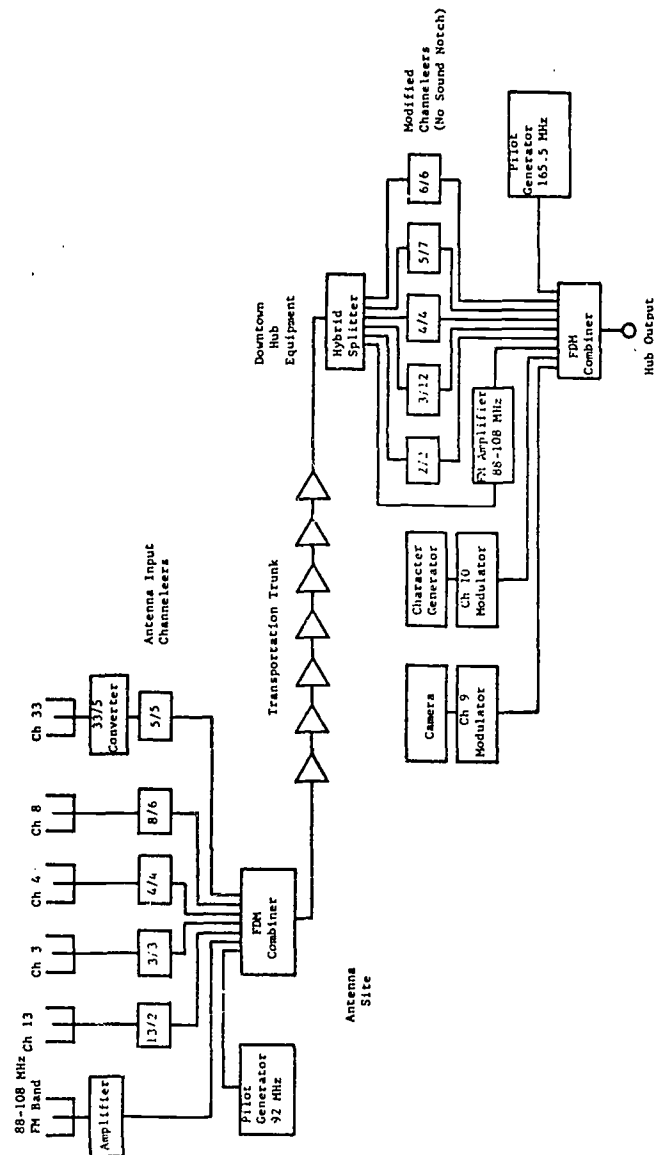 88-108 MHz
FM Band
Ch 13
Ch 3
Ch 4
Ch 8
Ch 33
Amplifier
13/2
3/3
4/4
8/6
33/5
Converter
5/5
Antenna Input
Channeleers
Pilot
Generator
92 MHz
FDM
Combiner
Antenna
Site
Transportation Trunk
Downtown
Hub
Equipment
Hybrid
Splitter
Modified
Channeleers
(No Sound Notch)
2/2
3/12
4/4
5/7
6/6
Camera
Ch 9
Modulator
Character
Generator
Ch 10
Modulator
FM Amplifier
88-108 MHz
FDM
Combiner
Pilot
Generator
165.5 MHz
Hub Output